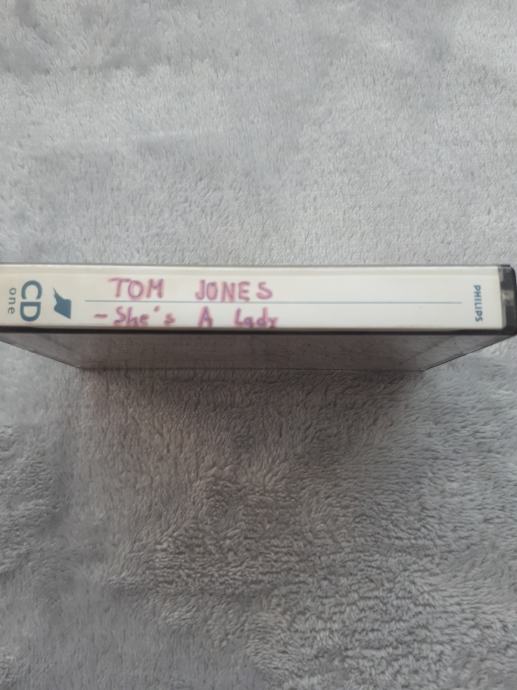 CD
one
TOM JONES
- She's A Lady
PHILIPS